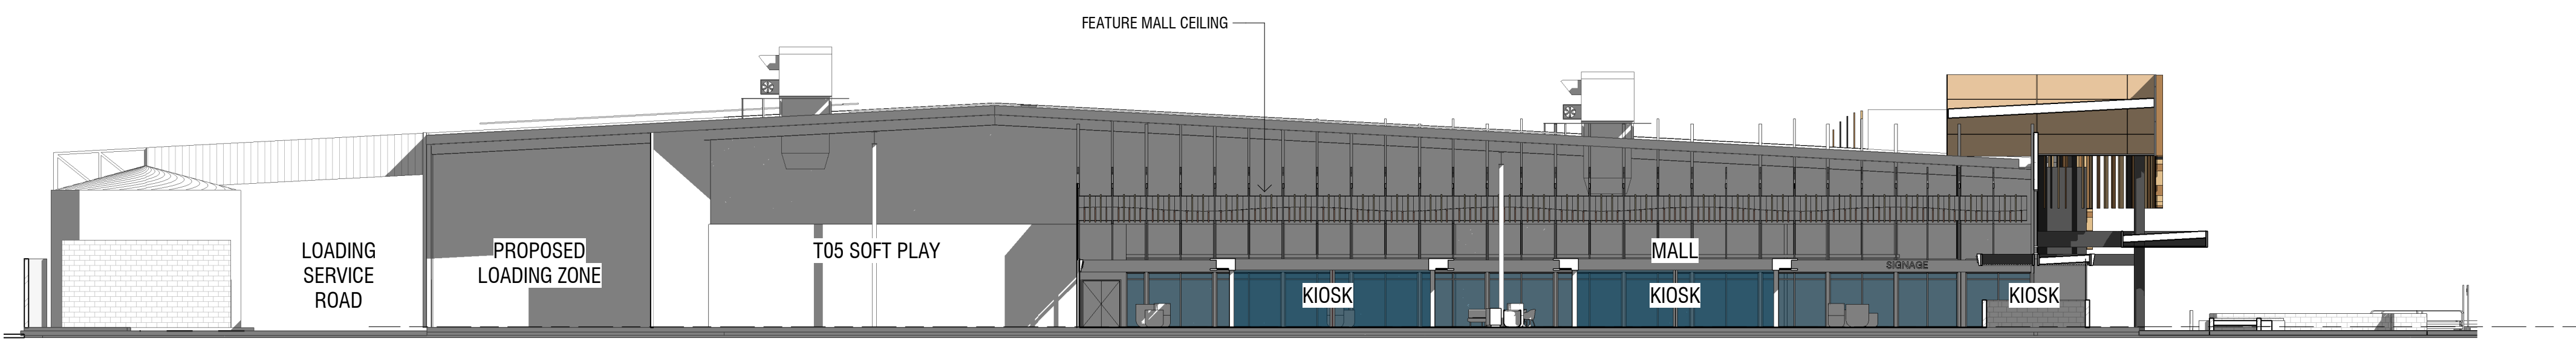 FEATURE MALL CEILING
LOADING
SERVICE
ROAD
PROPOSED
LOADING ZONE
T05 SOFT PLAY
MALL
SIGNAGE
KIOSK
KIOSK
KIOSK